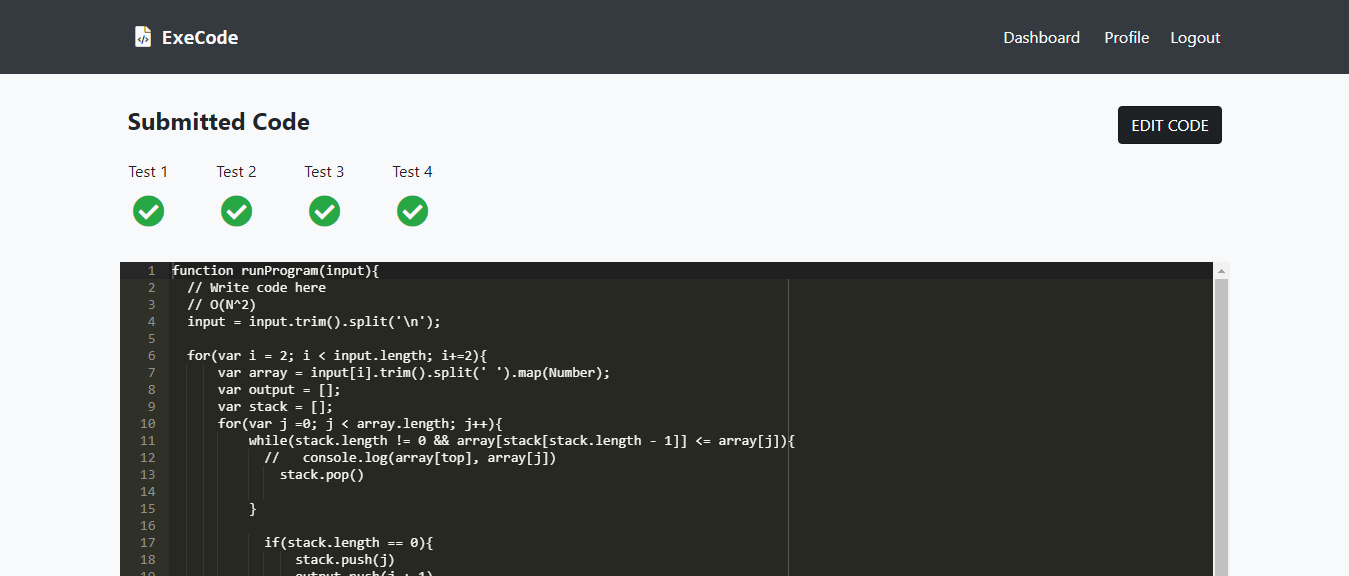 ExeCode
Dashboard Profile Logout
Submitted Code
EDIT CODE
Test 1 Test 2 Test 3 Test 4
1 function runProgram(input){
2 // Write code here
3 // O(N^2)
4 input = input.trim().split('\n');
5
6 for(var i = 2; i < input.length; i+=2){
7 var array = input[i].trim().split(' ').map(Number);
8 var output = [];
9 var stack = [];
10 for(var j =0; j < array.length; j++){
11 while(stack.length != 0 && array[stack[stack.length - 1]] <= array[j]){
12 //   console.log(array[top], array[j])
13 stack.pop()
14
15 }
16
17 if(stack.length == 0){
18 stack.push(j)
19 output.push(j + 1)